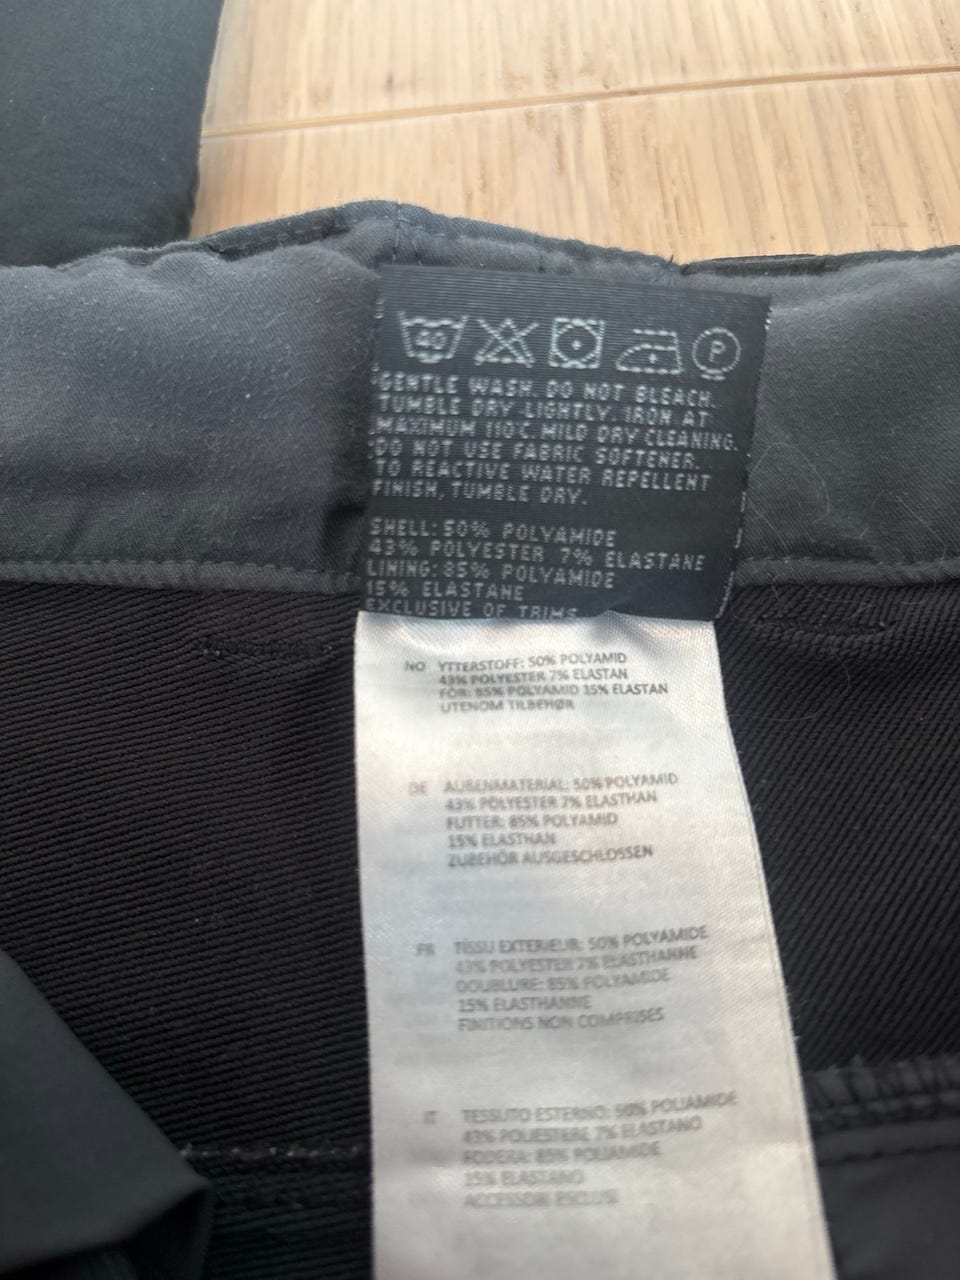 40
P
GENTLE WASH. DO NOT BLEACH.
TUMBLE DRY LIGHTLY. IRON AT
MAXIMUM 110°C. MILD DRY CLEANING.
DO NOT USE FABRIC SOFTENER.
TO REACTIVE WATER REPELLENT
FINISH, TUMBLE DRY.
SHELL: 50% POLYAMIDE
43% POLYESTER 7% ELASTANE
LINING: 85% POLYAMIDE
15% ELASTANE
EXCLUSIVE OF TRIMS
NO YTTERSTOFF: 50% POLYAMID
43% POLYESTER 7% ELASTAN
FÔR: 85% POLYAMID 15% ELASTAN
UTENOM TILBEHØR
DE AUßENMATERIAL: 50% POLYAMID
43% POLYESTER 7% ELASTHAN
FUTTER: 85% POLYAMID
15% ELASTHAN
ZUBEHÖR AUSGESCHLOSSEN
FR TISSU EXTERIEUR: 50% POLYAMIDE
43% POLYESTER 7% ELASTHANNE
DOUBLURE: 85% POLYAMIDE
15% ELASTHANNE
FINITIONS NON COMPRISES
IT TESSUTO ESTERNO: 50% POLIAMIDE
43% POLIESTERE 7% ELASTANO
FODERA: 85% POLIAMIDE
15% ELASTANO
ACCESSORI ESCLUSI